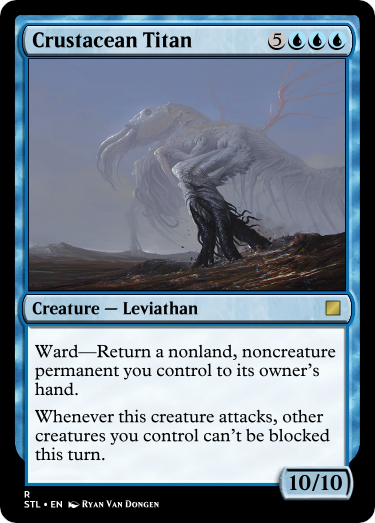 Crustacean Titan 5
Creature — Leviathan
Ward—Return a nonland, noncreature
permanent you control to its owner's
hand.
Whenever this creature attacks, other
creatures you control can't be blocked
this turn.
10/10
R
STL • EN Ryan Van Dongen